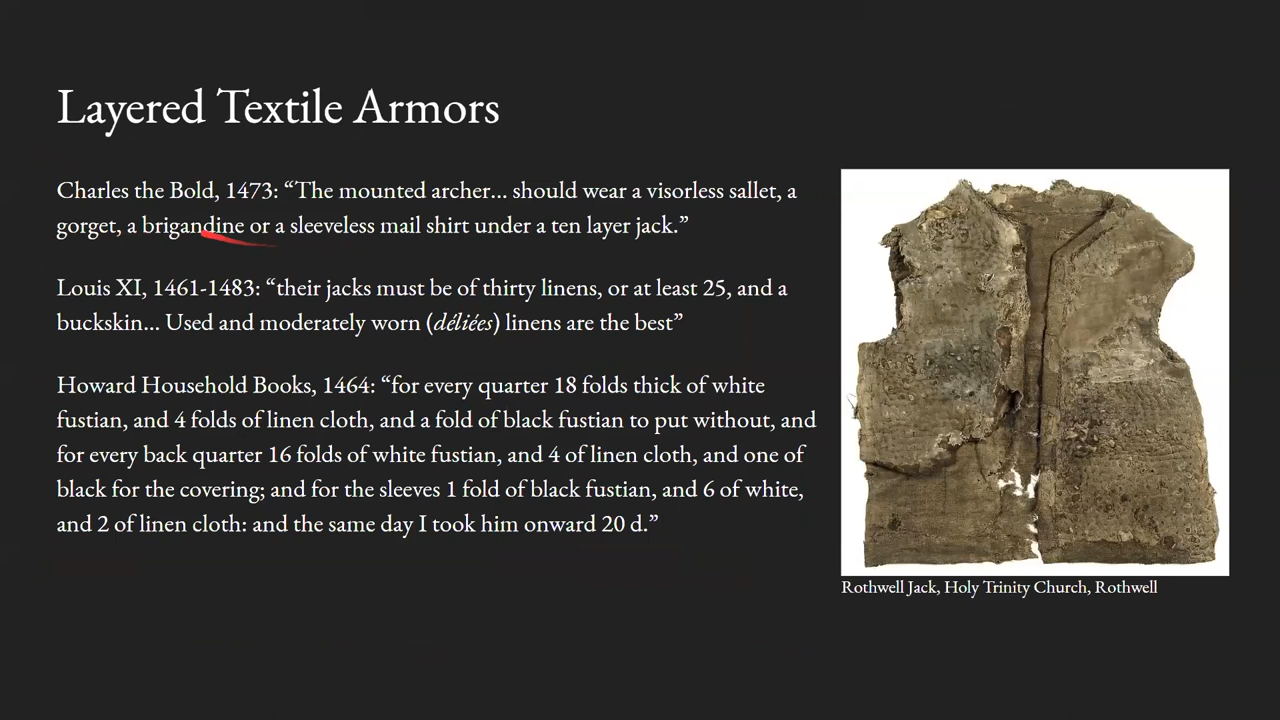 Layered Textile Armors
Charles the Bold, 1473: “The mounted archer... should wear a visorless sallet, a
gorget, a brigandine or a sleeveless mail shirt under a ten layer jack.”
Louis XI, 1461-1483: “their jacks must be of thirty linens, or at least 25, and a
buckskin... Used and moderately worn (déliées) linens are the best”
Howard Household Books, 1464: “for every quarter 18 folds thick of white
fustian, and 4 folds of linen cloth, and a fold of black fustian to put without, and
for every back quarter 16 folds of white fustian, and 4 of linen cloth, and one of
black for the covering; and for the sleeves 1 fold of black fustian, and 6 of white,
and 2 of linen cloth: and the same day I took him onward 20 d.”
Rothwell Jack, Holy Trinity Church, Rothwell